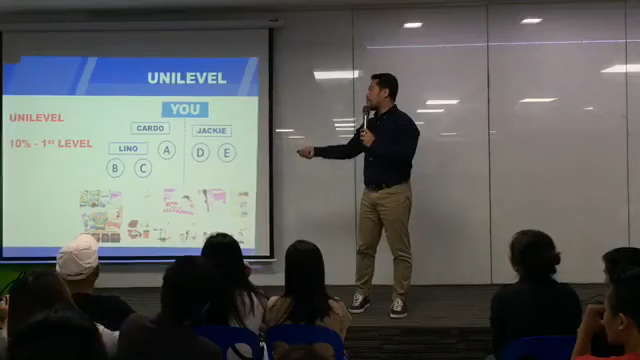 UNILEVEL
YOU
UNILEVEL
CARDO
JACKIE
10% - 1st LEVEL
LINO
A
D
E
B
C